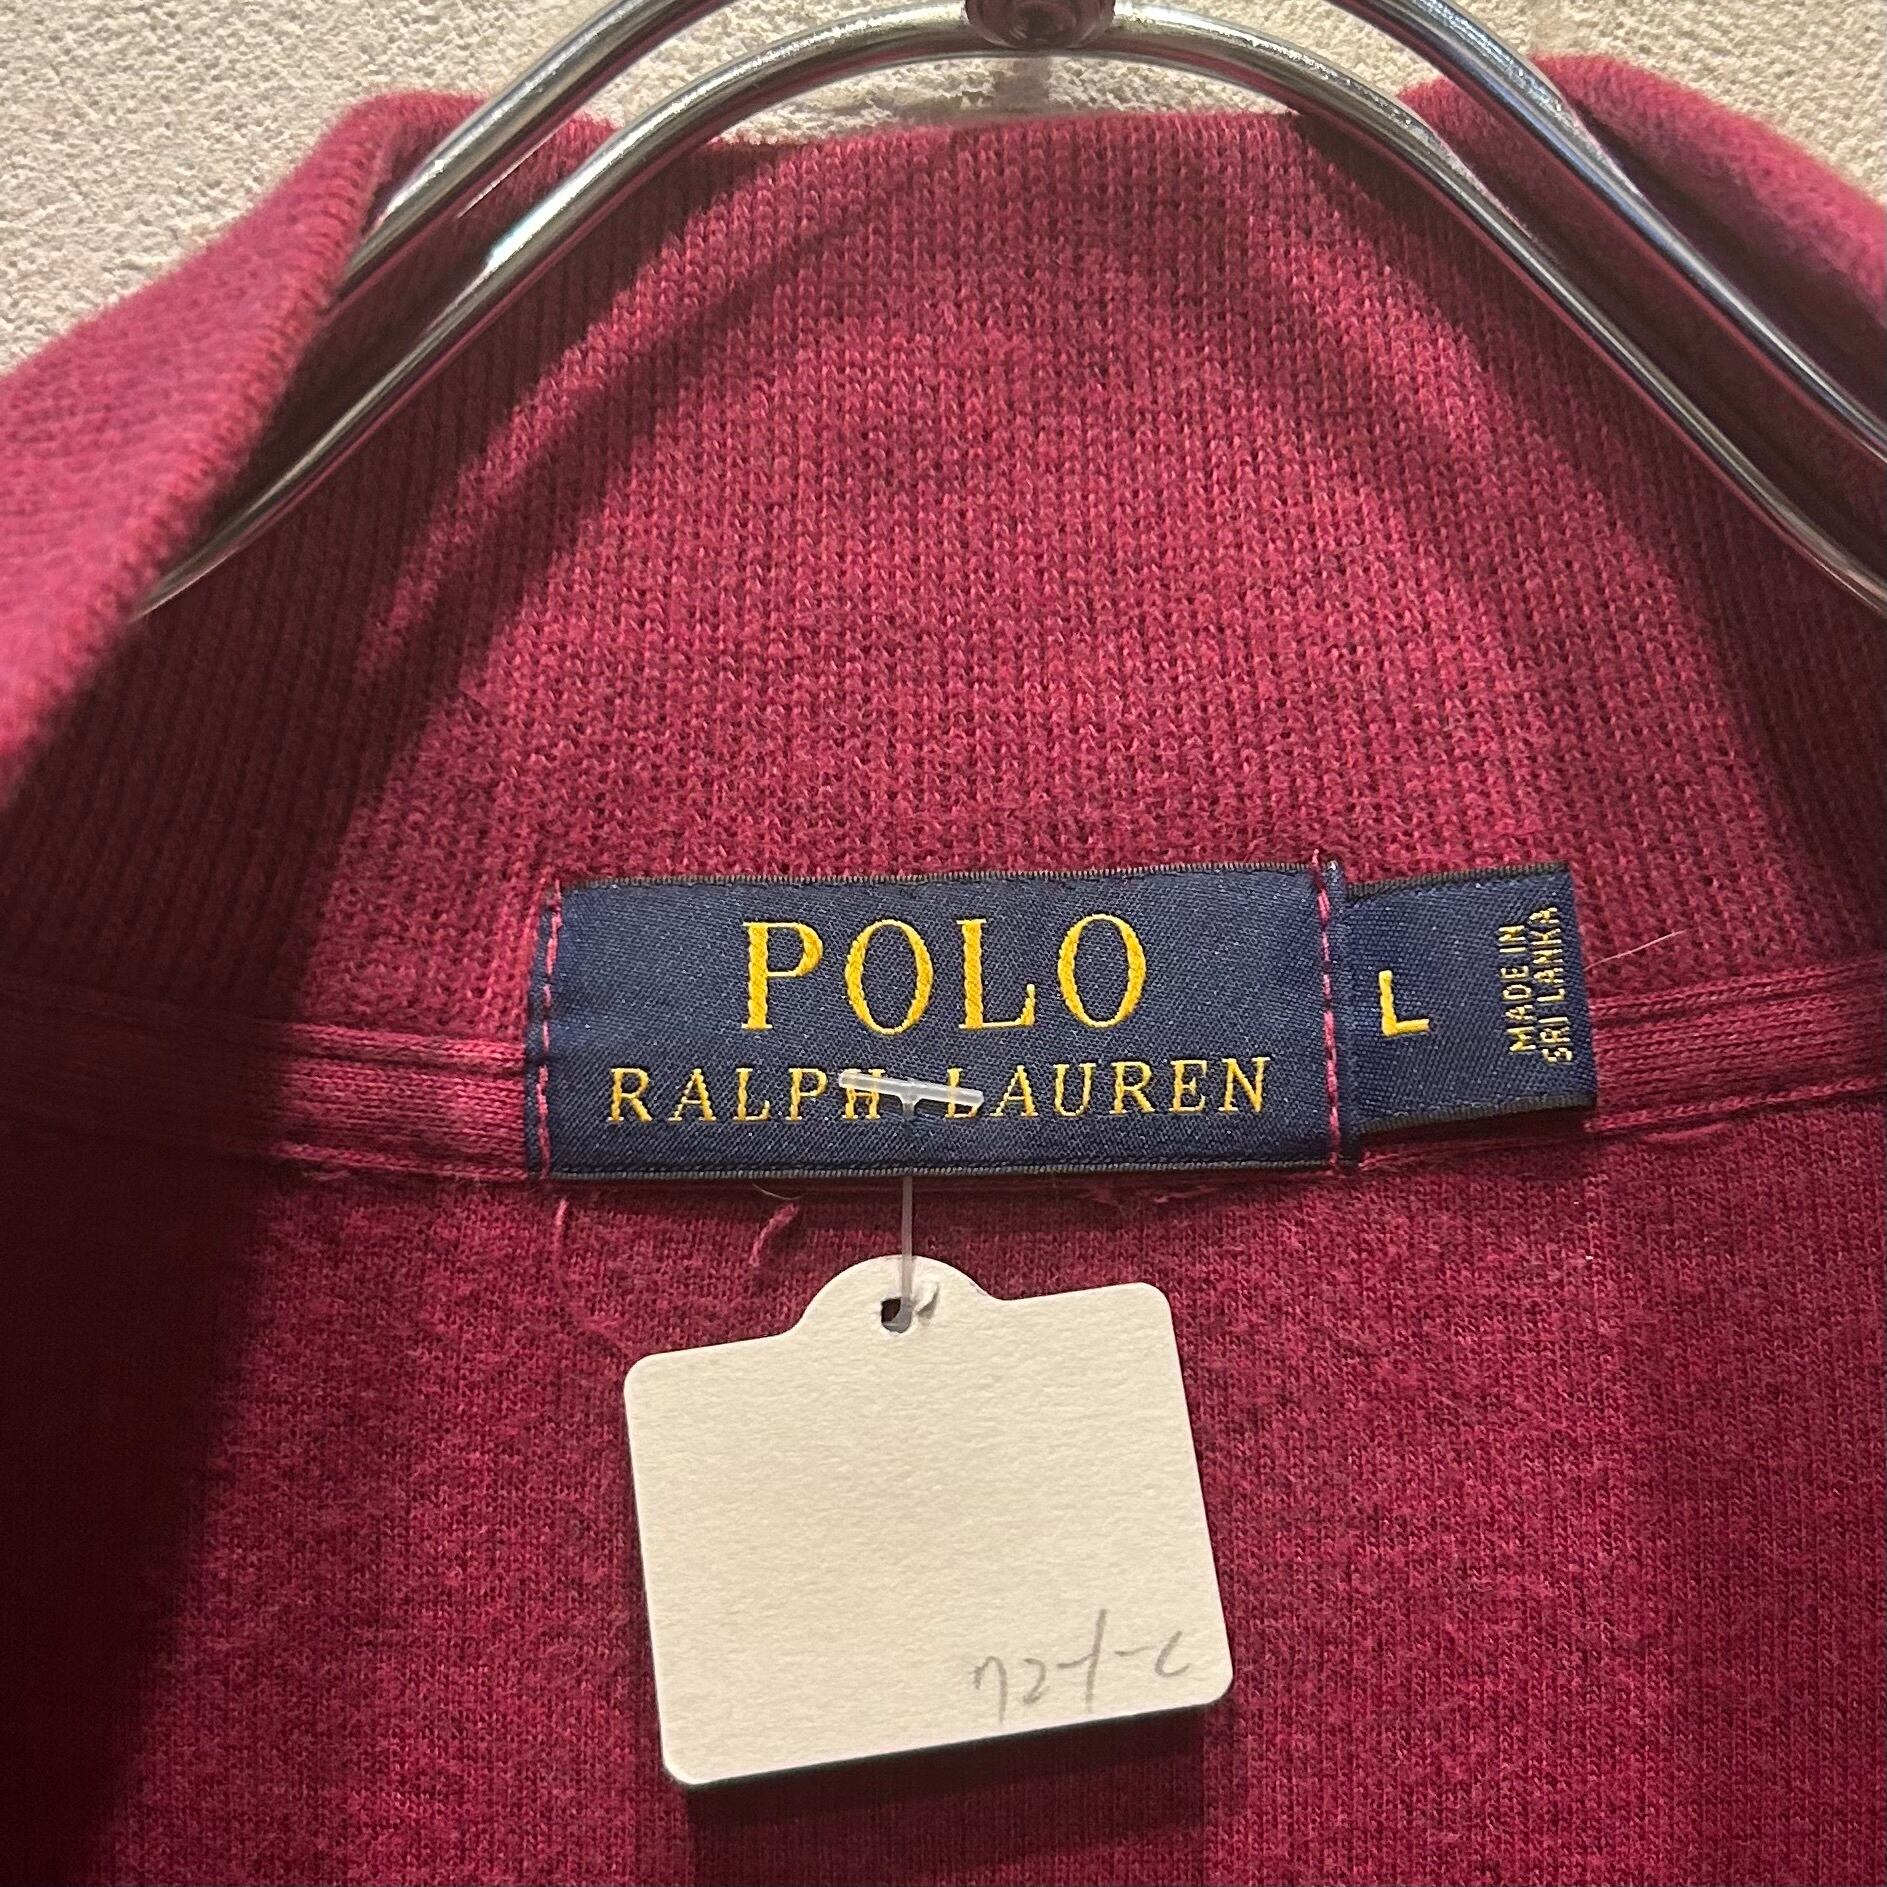 POLO
RALPH LAUREN
L
MADE IN
SRI LANKA